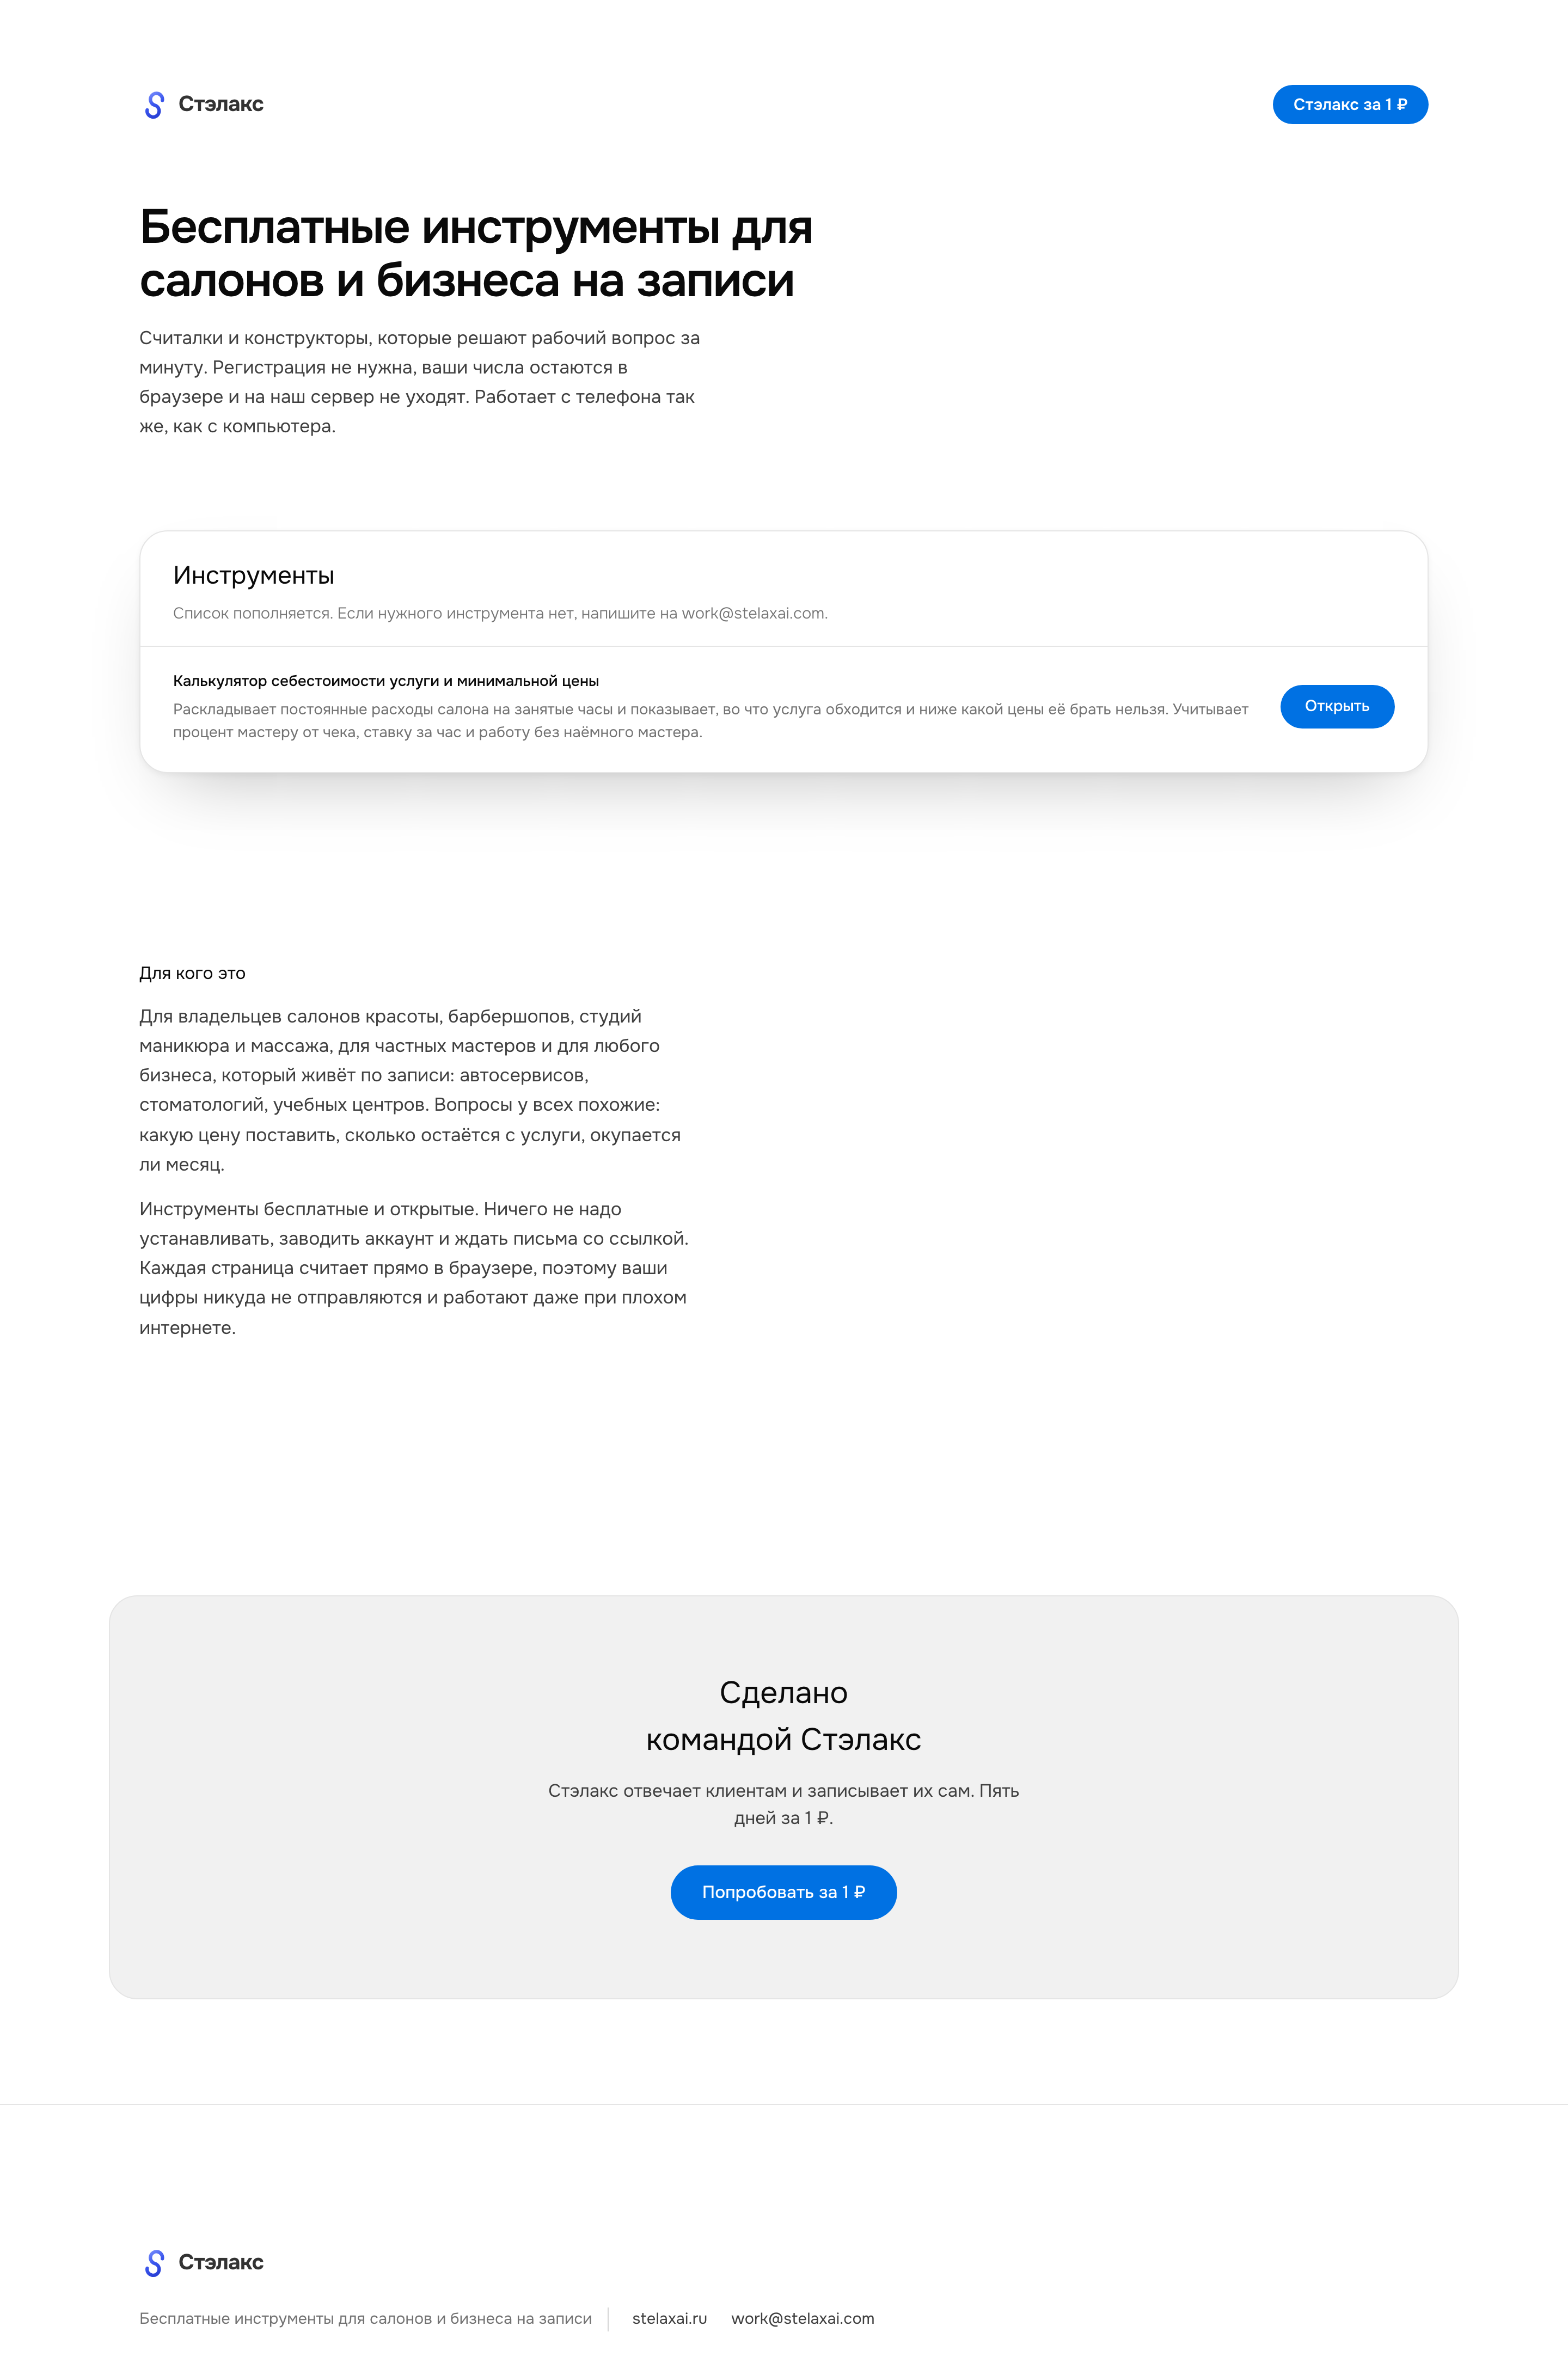 Стэлакс
Стэлакс за 1 ₽
Бесплатные инструменты для
салонов и бизнеса на записи
Считалки и конструкторы, которые решают рабочий вопрос за
минуту. Регистрация не нужна, ваши числа остаются в
браузере и на наш сервер не уходят. Работает с телефона так
же, как с компьютера.
Инструменты
Список пополняется. Если нужного инструмента нет, напишите на work@stelaxai.com.
Калькулятор себестоимости услуги и минимальной цены
Раскладывает постоянные расходы салона на занятые часы и показывает, во что услуга обходится и ниже какой цены её брать нельзя. Учитывает
процент мастеру от чека, ставку за час и работу без наёмного мастера.
Открыть
Для кого это
Для владельцев салонов красоты, барбершопов, студий
маникюра и массажа, для частных мастеров и для любого
бизнеса, который живёт по записи: автосервисов,
стоматологий, учебных центров. Вопросы у всех похожие:
какую цену поставить, сколько остаётся с услуги, окупается
ли месяц.
Инструменты бесплатные и открытые. Ничего не надо
устанавливать, заводить аккаунт и ждать письма со ссылкой.
Каждая страница считает прямо в браузере, поэтому ваши
цифры никуда не отправляются и работают даже при плохом
интернете.
Сделано
командой Стэлакс
Стэлакс отвечает клиентам и записывает их сам. Пять
дней за 1 ₽.
Попробовать за 1 ₽
Стэлакс
Бесплатные инструменты для салонов и бизнеса на записи
stelaxai.ru
work@stelaxai.com